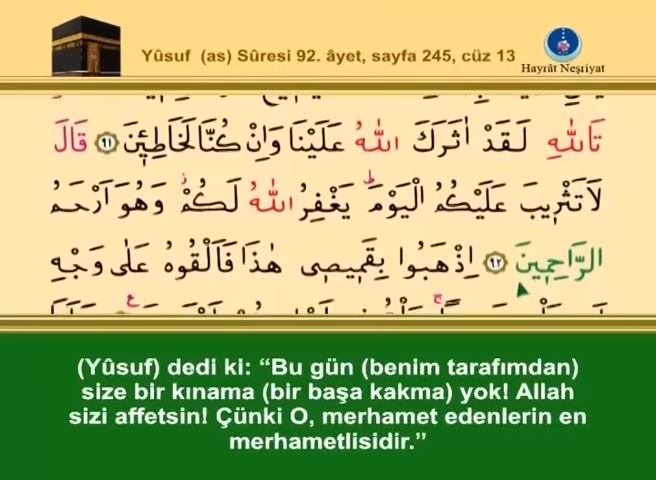 Yûsuf (as) Sûresi 92. âyet, sayfa 245, cüz 13
Hayrât Neşriyat
تَاللّٰهِ لَقَدْ اٰثَرَكَ اللّٰهُ عَلَيْنَا وَاِنْ كُنَّا لَخَاطِـ۪ٔينَ ﴿٩١﴾ قَالَ
لَا تَثْر۪يبَ عَلَيْكُمُ الْيَوْمَۜ يَغْفِرُ اللّٰهُ لَكُمْۘ وَهُوَ اَرْحَمُ
الرَّاحِم۪ينَ ﴿٩٢﴾ اِذْهَبُوا بِقَم۪يص۪ي هٰذَا فَاَلْقُوهُ عَلٰى وَجْهِ
(Yûsuf) dedi ki: “Bu gün (benim tarafımdan)
size bir kınama (bir başa kakma) yok! Allah
sizi affetsin! Çünki O, merhamet edenlerin en
merhametlisidir.”